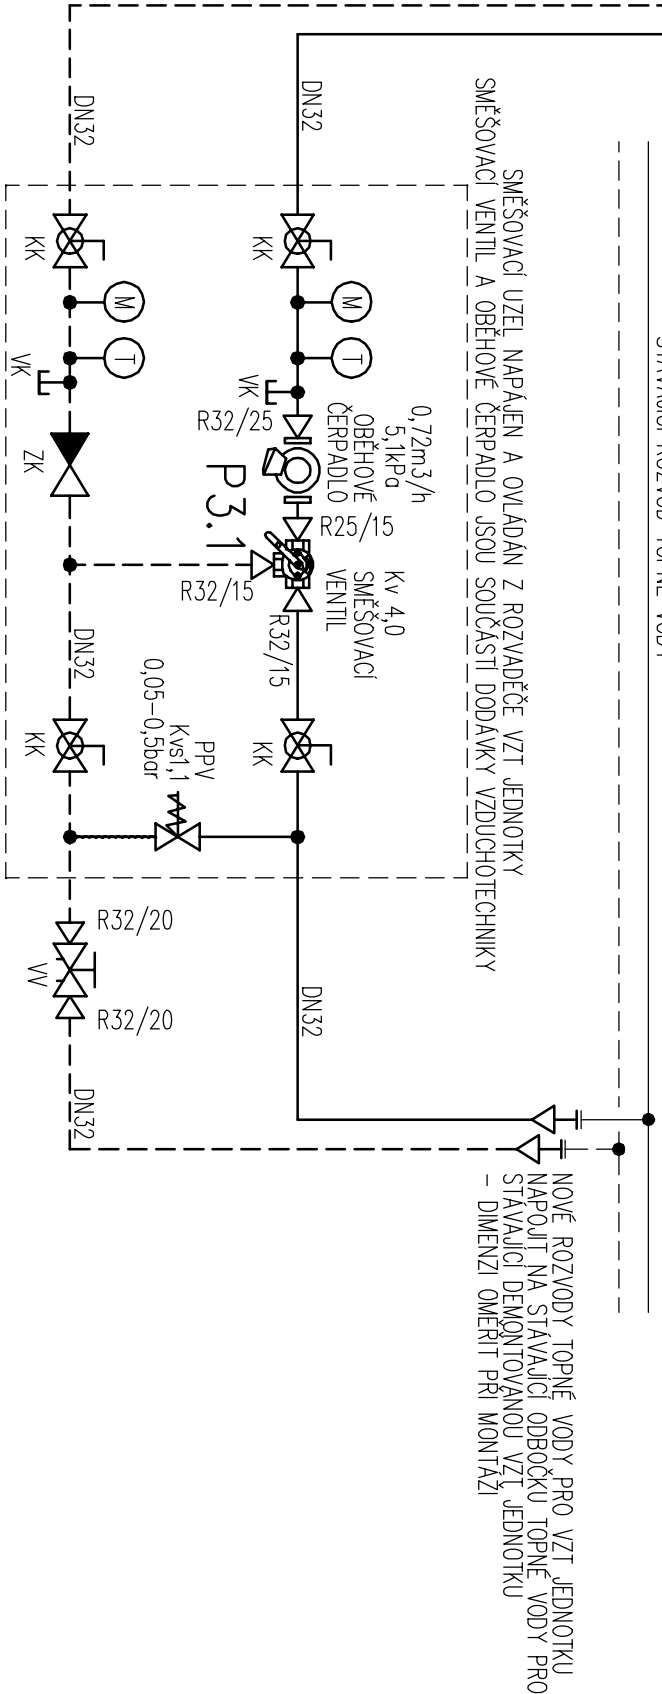 STÁVAJÍCÍ ROZVOD TOPNÉ VODY
SMĚŠOVACÍ UZEL NAPÁJEN A OVLÁDÁN Z ROZVADĚČE VZT JEDNOTKY
SMĚŠOVACÍ VENTIL A OBĚHOVÉ ČERPADLO JSOU SOUČÁSTÍ DODÁVKY VZDUCHOTECHNIKY
DN32
DN32
KK
KK
M
M
T
T
VK
VK
0,72m3/h
5,1kPa
OBĚHOVÉ
ČERPADLO
R32/25
ZK
P3.1
R25/15
R32/15
Kv 4,0
SMĚŠOVACÍ
VENTIL
R32/15
DN32
KK
KK
PPV
Kvs1,1
0,05-0,5bar
R32/20
VV
R32/20
DN32
DN32
NOVÉ ROZVODY TOPNÉ VODY PRO VZT JEDNOTKU
NAPOJIT NA STÁVAJÍCÍ ODBOČKU TOPNÉ VODY PRO
STÁVAJÍCÍ DEMONTOVANOU VZT JEDNOTKU
- DIMENZI OMĚŘIT PŘI MONTÁŽI